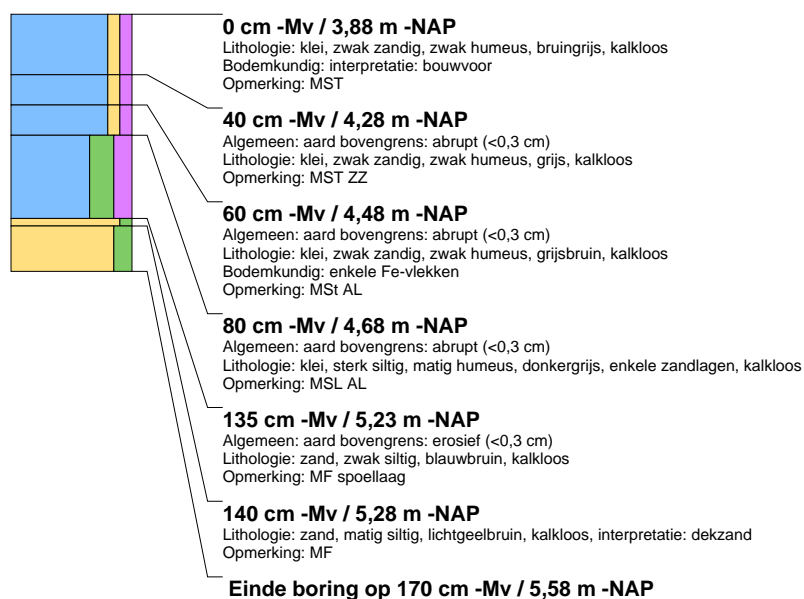 0 cm -Mv / 3,88 m -NAP
Lithologie: klei, zwak zandig, zwak humeus, bruingrijs, kalkloos
Bodemkundig: interpretatie: bouwvoor
Opmerking: MST
40 cm -Mv / 4,28 m -NAP
Algemeen: aard bovengrens: abrupt (<0,3 cm)
Lithologie: klei, zwak zandig, zwak humeus, grijs, kalkloos
Opmerking: MST ZZ
60 cm -Mv / 4,48 m -NAP
Algemeen: aard bovengrens: abrupt (<0,3 cm)
Lithologie: klei, zwak zandig, zwak humeus, grijsbruin, kalkloos
Bodemkundig: enkele Fe-vlekken
Opmerking: MSt AL
80 cm -Mv / 4,68 m -NAP
Algemeen: aard bovengrens: abrupt (<0,3 cm)
Lithologie: klei, sterk siltig, matig humeus, donkergrijs, enkele zandlagen, kalkloos
Opmerking: MSL AL
135 cm -Mv / 5,23 m -NAP
Algemeen: aard bovengrens: erosief (<0,3 cm)
Lithologie: zand, zwak siltig, blauwbruin, kalkloos
Opmerking: MF spoellaag
140 cm -Mv / 5,28 m -NAP
Lithologie: zand, matig siltig, lichtgeelbruin, kalkloos, interpretatie: dekzand
Opmerking: MF
Einde boring op 170 cm -Mv / 5,58 m -NAP